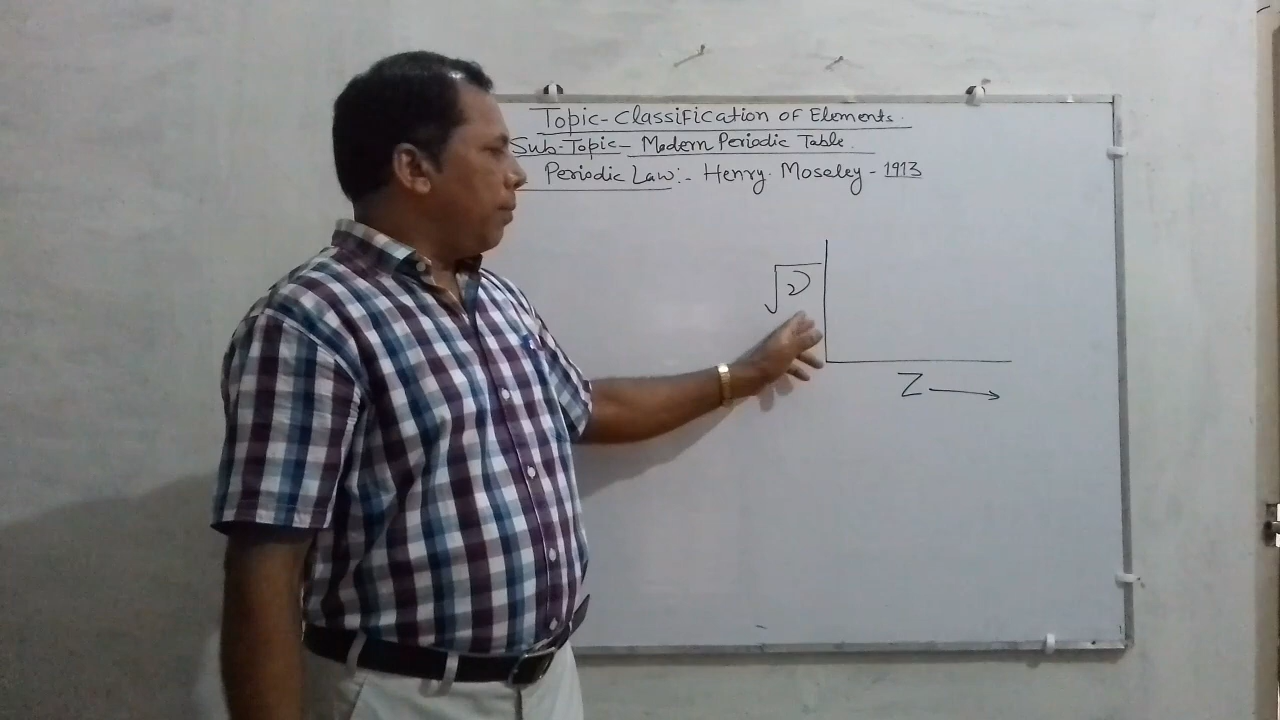 Topic- Classification of Elements.
Sub-Topic- Modern Periodic Table.
Periodic Law:- Henry Moseley - 1913
√ν
Z →